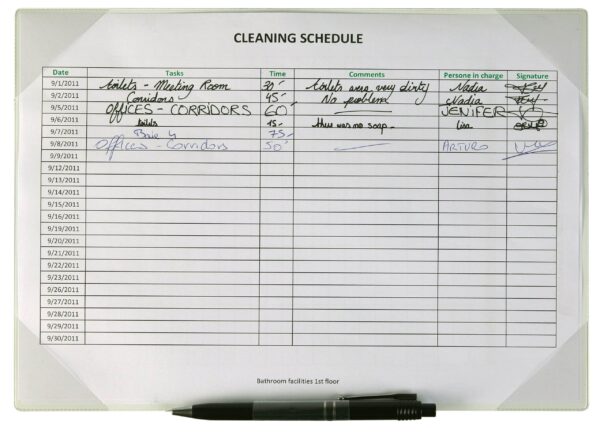 CLEANING SCHEDULE
Date Tasks Time Comments Persone in charge Signature
9/1/2011 toilets - Meeting Room 30' toilets were very dirty Nadia
9/2/2011 Corridors 45' No problem Nadia
9/5/2011 OFFICES - CORRIDORS 60' JENIFER
9/6/2011 toilets 15' there was no soap - Lisa
9/7/2011 75'
9/8/2011 Offices - Corridors 50' ARTURO
9/9/2011
9/12/2011
9/13/2011
9/14/2011
9/15/2011
9/16/2011
9/19/2011
9/20/2011
9/21/2011
9/22/2011
9/23/2011
9/26/2011
9/27/2011
9/28/2011
9/29/2011
9/30/2011
Bathroom facilities 1st floor